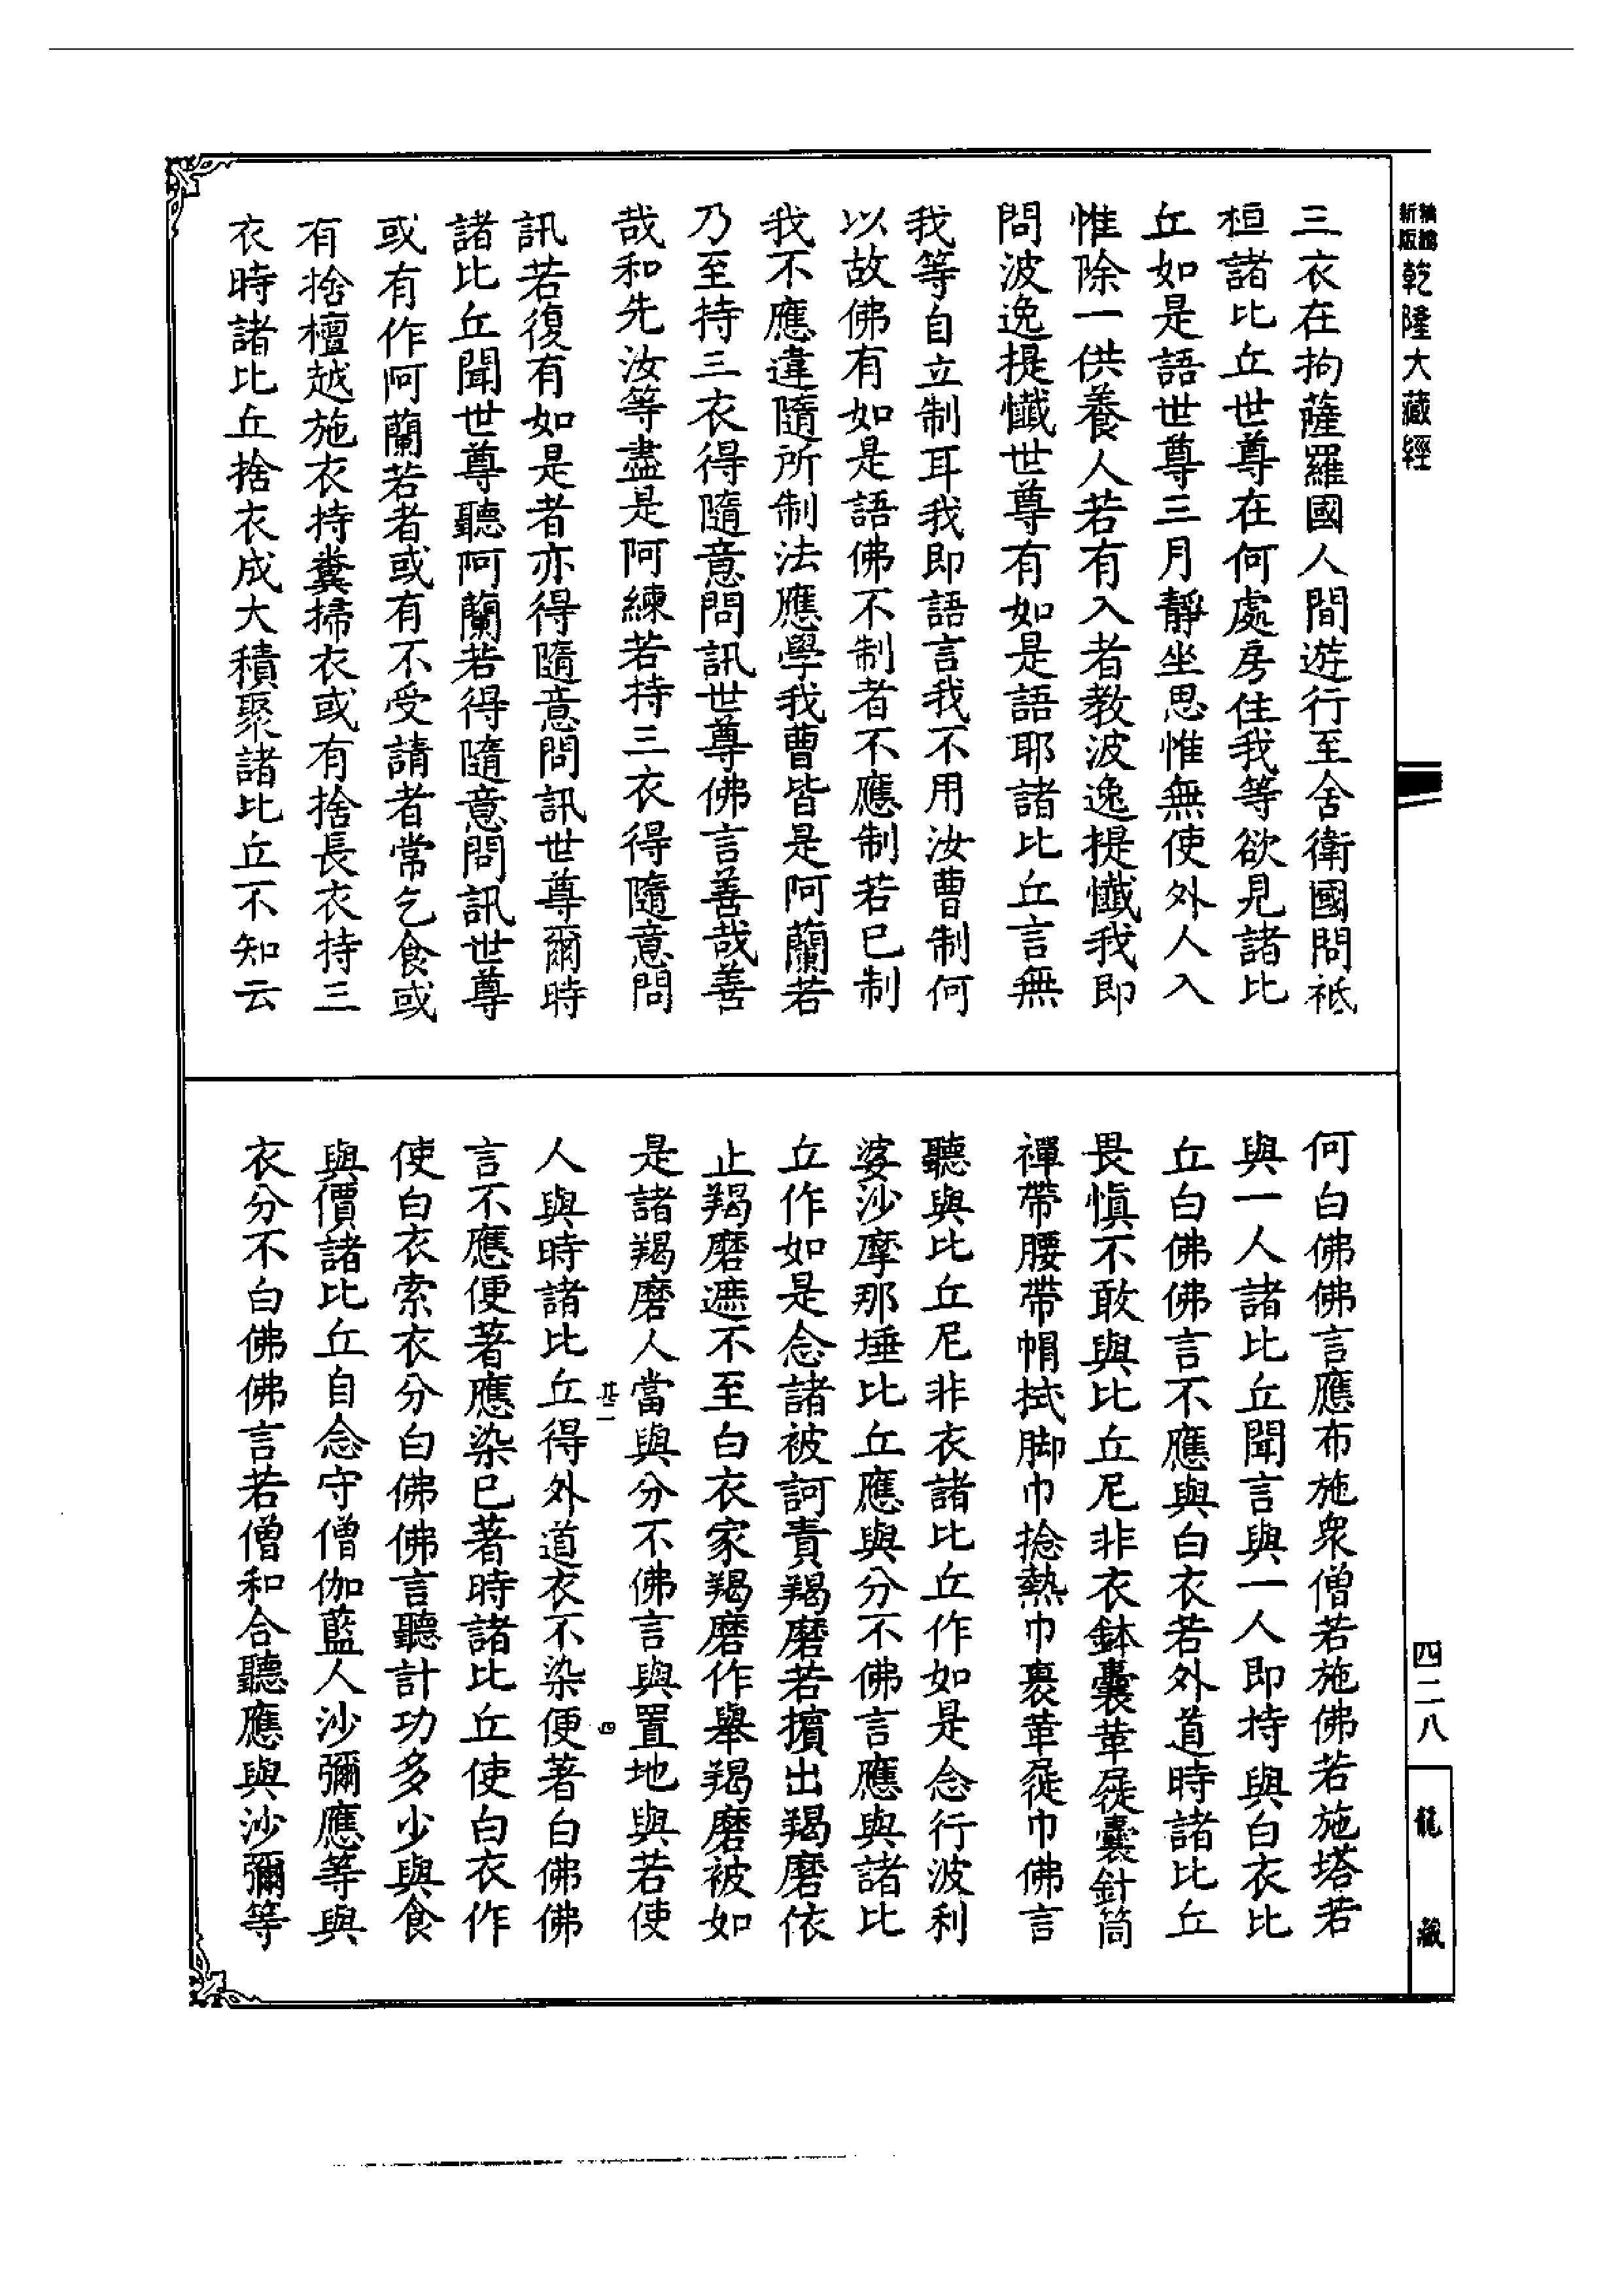 新版
乾隆大藏經
三衣在拘薩羅國人間遊行至舍衛國問祇
桓諸比丘世尊在何處房住我等欲見諸比
丘如是語世尊三月靜坐思惟無使外人入
惟除一供養人若有入者教波逸提懺我即
問波逸提懺世尊有如是語耶諸比丘言無
我等自立制耳我即語言我不用汝曹制何
以故佛有如是語佛不制者不應制若已制
我不應違隨所制法應學我曹皆是阿蘭若
乃至持三衣得隨意問訊世尊佛言善哉善
哉和先汝等盡是阿練若持三衣得隨意問
訊若復有如是者亦得隨意問訊世尊爾時
諸比丘聞世尊聽阿蘭若得隨意問訊世尊
或有作阿蘭若者或有不受請者常乞食或
有捨檀越施衣持糞掃衣或有捨長衣持三
衣時諸比丘捨衣成大積聚諸比丘不知云
何白佛佛言應布施衆僧若施佛若施塔若
與一人諸比丘聞言與一人即持與白衣比
丘白佛佛言不應與白衣若外道時諸比丘
畏慎不敢與比丘尼非衣鉢囊革屣囊針筒
禪帶腰帶帽拭脚巾捻熱巾裹革屣巾佛言
聽與比丘尼非衣諸比丘作如是念行波利
婆沙摩那埵比丘應與分不佛言應與諸比
丘作如是念諸被訶責羯磨若擯出羯磨依
止羯磨遮不至白衣家羯磨作舉羯磨被如
是諸羯磨人當與分不佛言與置地與若使
人與時諸比丘得外道衣不染便著白佛佛
言不應便著應染已著時諸比丘使白衣作
使白衣索衣分白佛佛言聽計功多少與食
與價諸比丘自念守僧伽藍人沙彌應等與
衣分不白佛佛言若僧和合聽應與沙彌等
四二八
龍藏